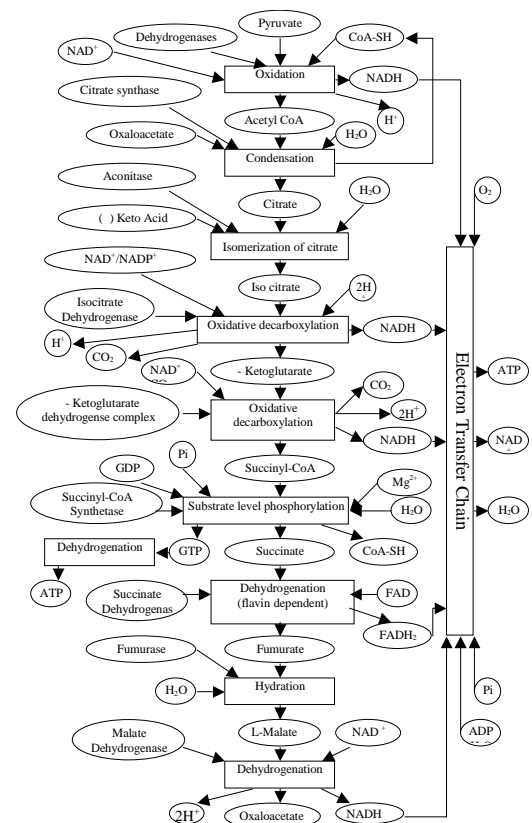 Pyruvate
Dehydrogenases
CoA-SH
NAD⁺
Oxidation
NADH
Citrate synthase
Acetyl CoA
H⁺
Oxaloacetate
H₂O
Condensation
Aconitase
Citrate
H₂O
O₂
( ) Keto Acid
Isomerization of citrate
NAD⁺/NADP⁺
Iso citrate
2H
+
Isocitrate
Dehydrogenase
Oxidative decarboxylation
NADH
H⁺
CO₂
NAD⁺
- Ketoglutarate
CO₂
ATP
- Ketoglutarate
dehydrogense complex
Oxidative
decarboxylation
2H⁺
NADH
NAD
+
Electron Transfer Chain
Pi
GDP
Succinyl-CoA
Mg²⁺
Succinyl-CoA
Synthetase
Substrate level phosphorylation
H₂O
H₂O
Dehydrogenation
GTP
Succinate
CoA-SH
ATP
Succinate
Dehydrogenas
Dehydrogenation
(flavin dependent)
FAD
FADH₂
Fumurase
Fumurate
H₂O
Hydration
Pi
Malate
Dehydrogenase
L-Malate
NAD⁺
ADP
Dehydrogenation
2H⁺
Oxaloacetate
NADH